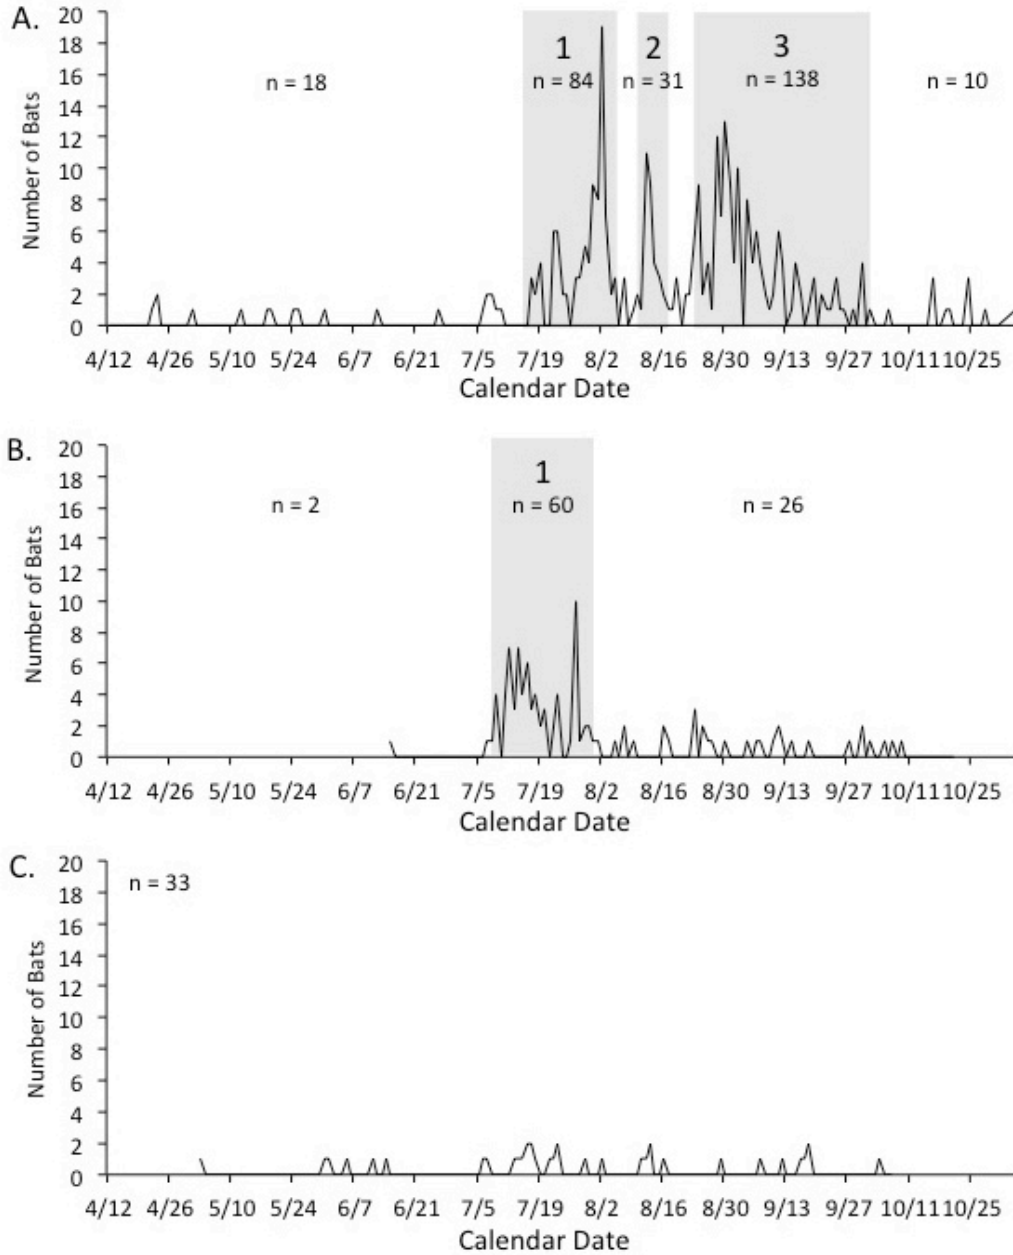 A.
20
18
16
14
12
10
8
6
4
2
0
Number of Bats
1 2 3
n = 18 n = 84 n = 31 n = 138 n = 10
4/12 4/26 5/10 5/24 6/7 6/21 7/5 7/19 8/2 8/16 8/30 9/13 9/27 10/11 10/25
Calendar Date
B.
20
18
16
14
12
10
8
6
4
2
0
Number of Bats
1
n = 2 n = 60 n = 26
4/12 4/26 5/10 5/24 6/7 6/21 7/5 7/19 8/2 8/16 8/30 9/13 9/27 10/11 10/25
Calendar Date
C.
20
18
16
14
12
10
8
6
4
2
0
Number of Bats
n = 33
4/12 4/26 5/10 5/24 6/7 6/21 7/5 7/19 8/2 8/16 8/30 9/13 9/27 10/11 10/25
Calendar Date